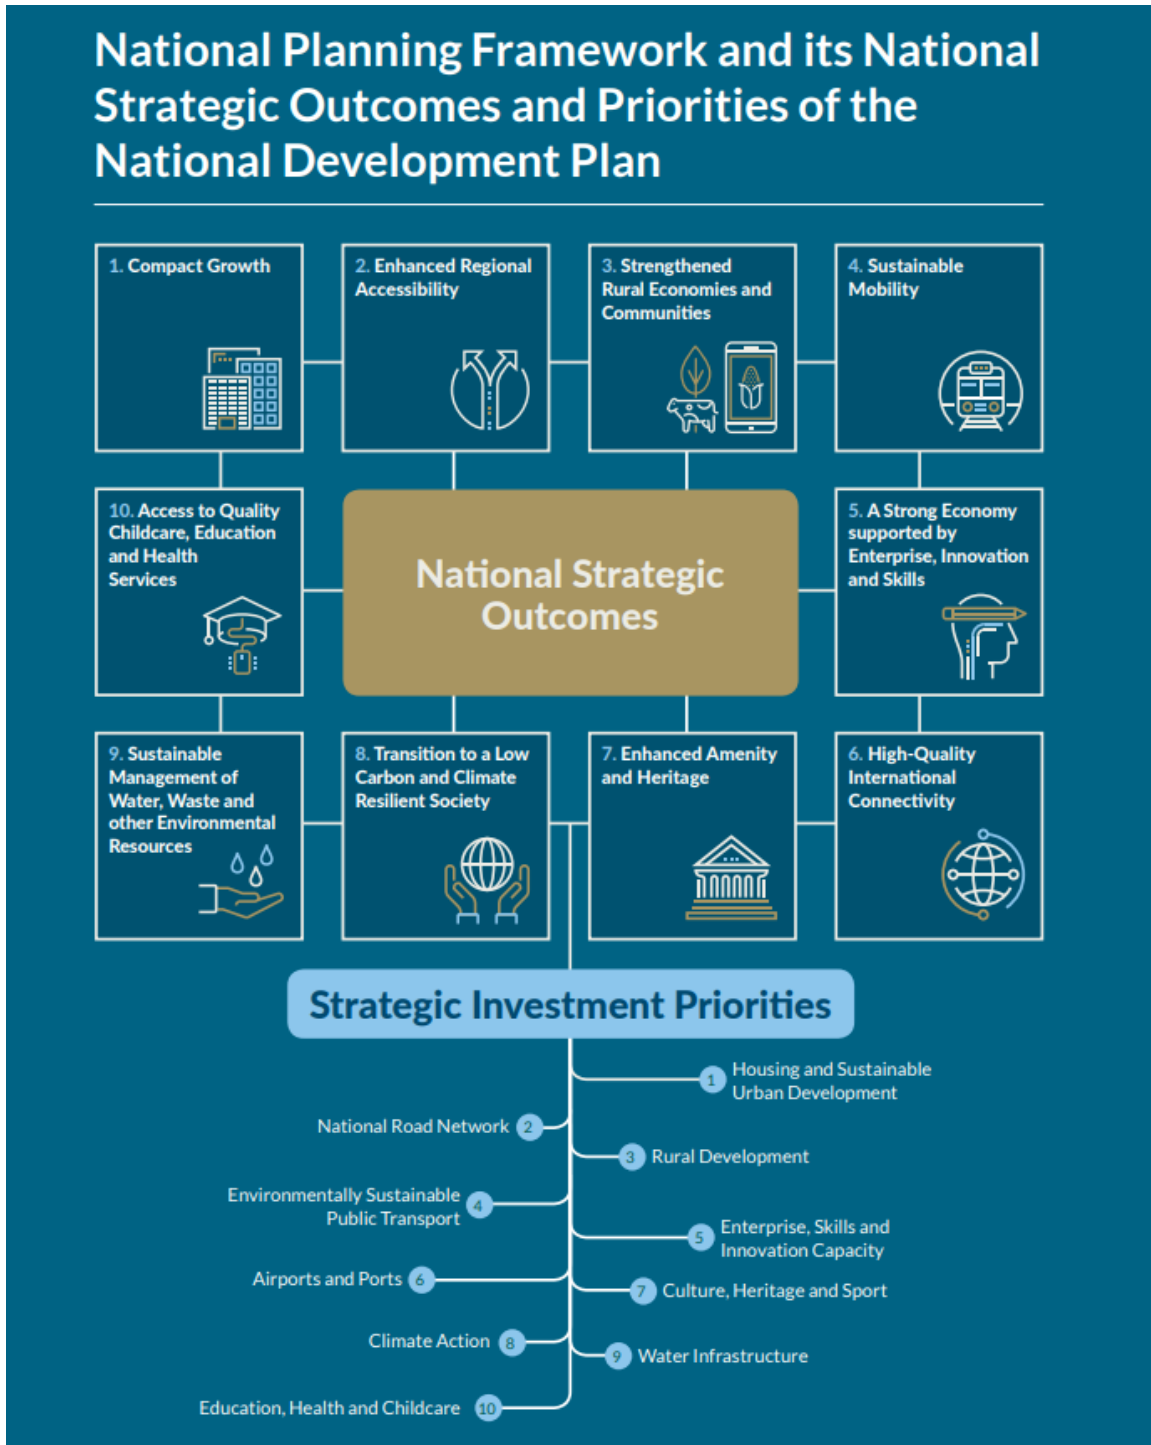 National Planning Framework and its National
Strategic Outcomes and Priorities of the
National Development Plan
1. Compact Growth
2. Enhanced Regional
Accessibility
3. Strengthened
Rural Economies and
Communities
4. Sustainable
Mobility
10. Access to Quality
Childcare, Education
and Health
Services
National Strategic
Outcomes
5. A Strong Economy
supported by
Enterprise, Innovation
and Skills
9. Sustainable
Management of
Water, Waste and
other Environmental
Resources
8. Transition to a Low
Carbon and Climate
Resilient Society
7. Enhanced Amenity
and Heritage
6. High-Quality
International
Connectivity
Strategic Investment Priorities
1 Housing and Sustainable
Urban Development
National Road Network 2
3 Rural Development
Environmentally Sustainable
Public Transport 4
5 Enterprise, Skills and
Innovation Capacity
Airports and Ports 6
7 Culture, Heritage and Sport
Climate Action 8
9 Water Infrastructure
Education, Health and Childcare 10